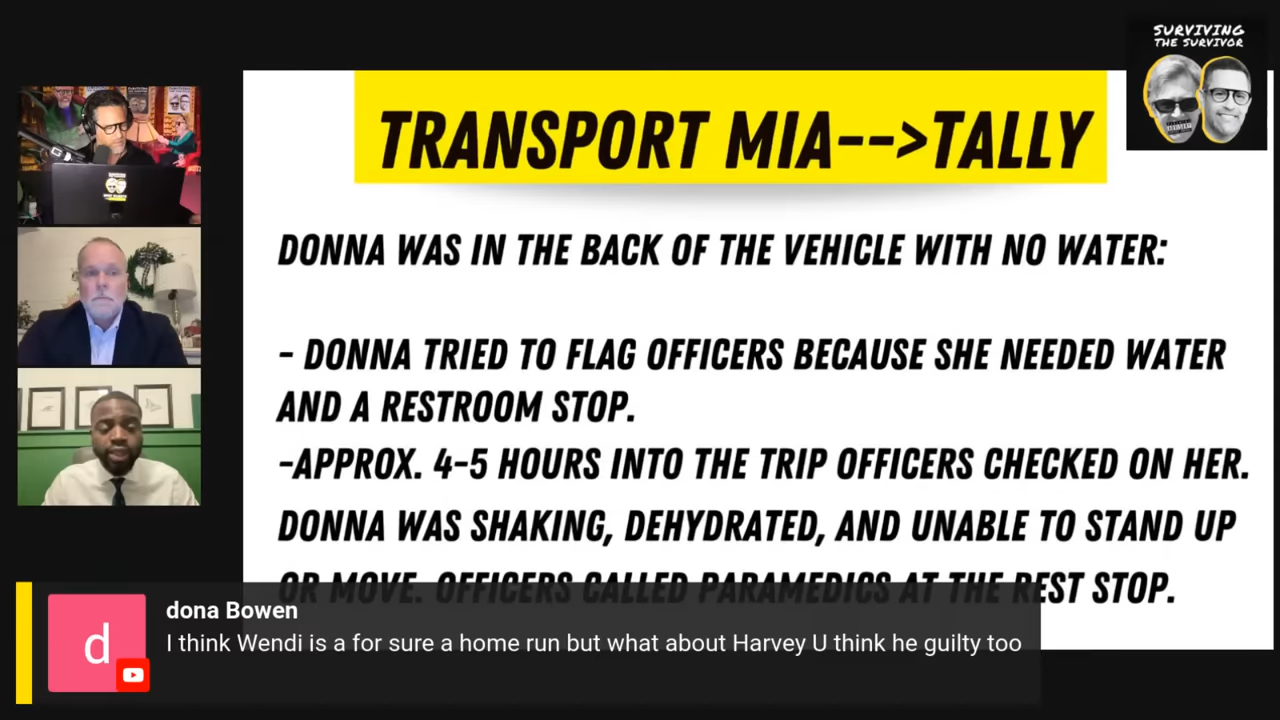 SURVIVING
THE SURVIVOR
TRANSPORT MIA-->TALLY
DONNA WAS IN THE BACK OF THE VEHICLE WITH NO WATER:
- DONNA TRIED TO FLAG OFFICERS BECAUSE SHE NEEDED WATER
AND A RESTROOM STOP.
-APPROX. 4-5 HOURS INTO THE TRIP OFFICERS CHECKED ON HER.
DONNA WAS SHAKING, DEHYDRATED, AND UNABLE TO STAND UP
OR MOVE. OFFICERS CALLED PARAMEDICS AT THE REST STOP.
d
dona Bowen
I think Wendi is a for sure a home run but what about Harvey U think he guilty too